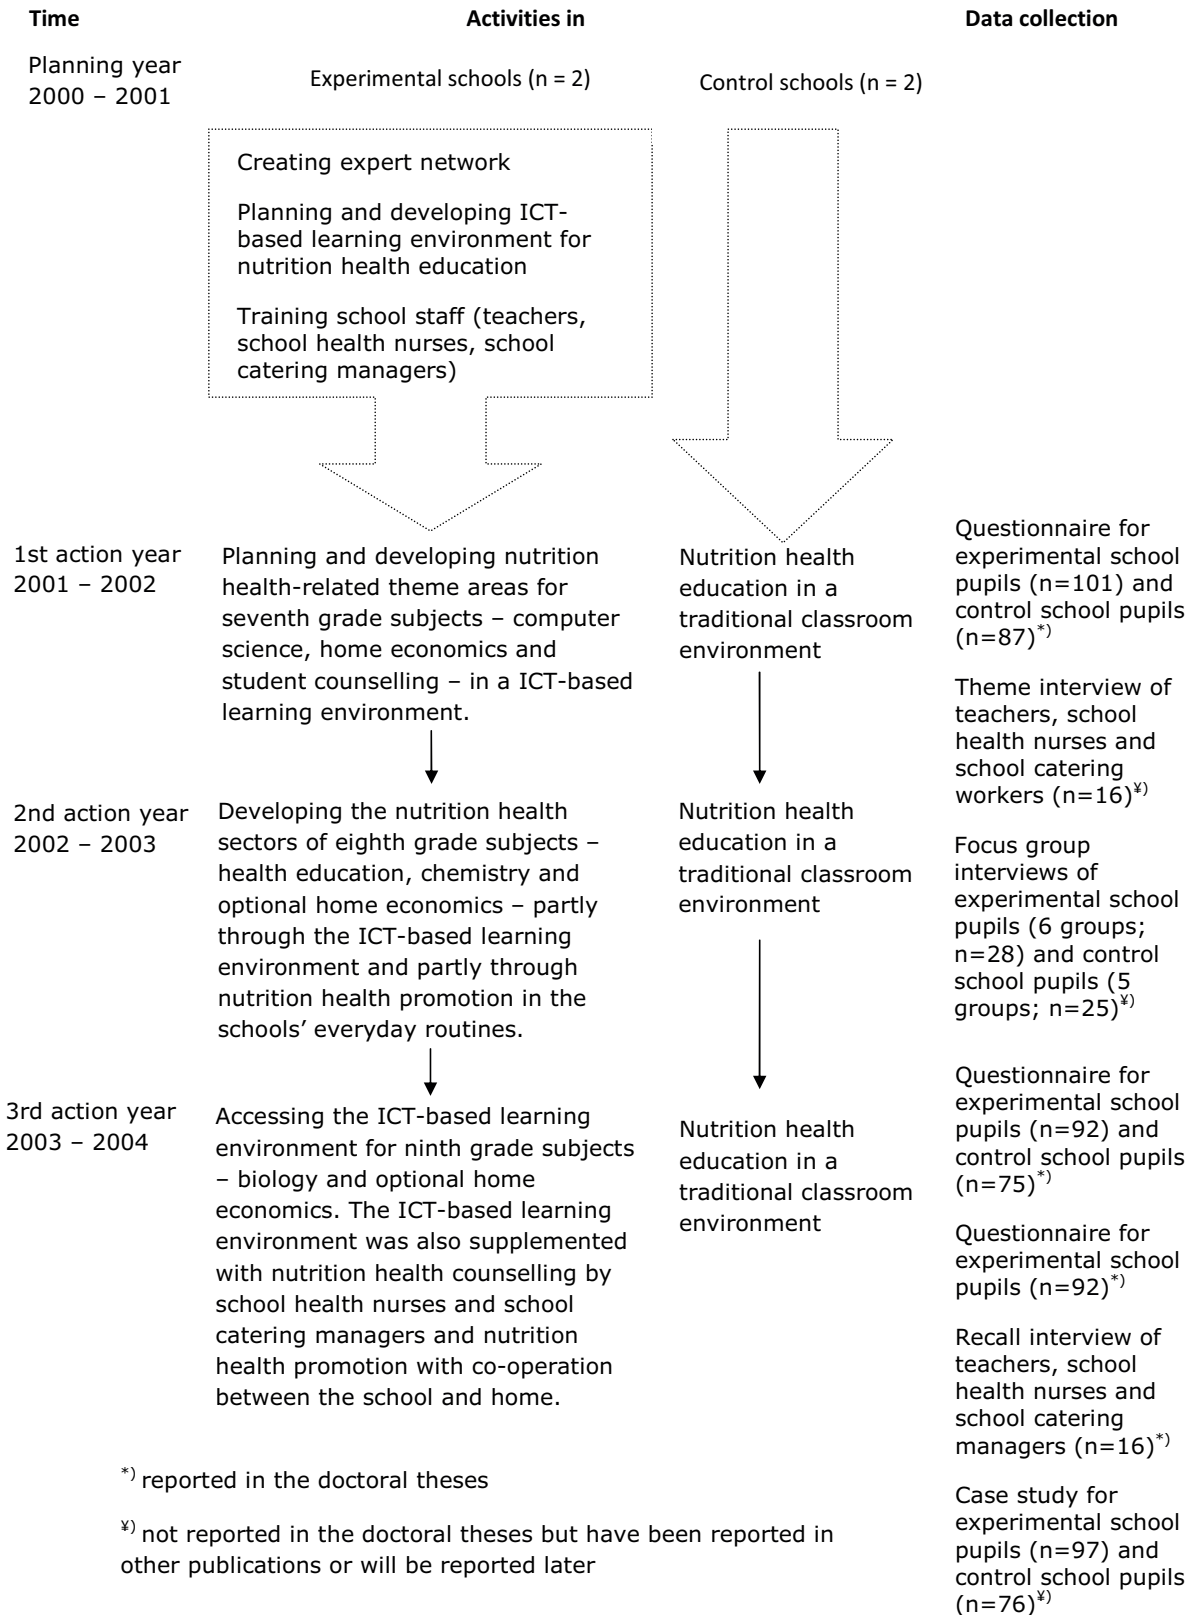 Time
Activities in
Data collection
Planning year
2000 – 2001
Experimental schools (n = 2)
Control schools (n = 2)
Creating expert network
Planning and developing ICT-
based learning environment for
nutrition health education
Training school staff (teachers,
school health nurses, school
catering managers)
1st action year
2001 – 2002
Planning and developing nutrition
health-related theme areas for
seventh grade subjects – computer
science, home economics and
student counselling – in a ICT-based
learning environment.
Nutrition health
education in a
traditional classroom
environment
Questionnaire for
experimental school
pupils (n=101) and
control school pupils
(n=87)*)
Theme interview of
teachers, school
health nurses and
school catering
workers (n=16)¥)
2nd action year
2002 – 2003
Developing the nutrition health
sectors of eighth grade subjects –
health education, chemistry and
optional home economics – partly
through the ICT-based learning
environment and partly through
nutrition health promotion in the
schools’ everyday routines.
Nutrition health
education in a
traditional classroom
environment
Focus group
interviews of
experimental school
pupils (6 groups;
n=28) and control
school pupils (5
groups; n=25)¥)
3rd action year
2003 – 2004
Accessing the ICT-based learning
environment for ninth grade subjects
– biology and optional home
economics. The ICT-based learning
environment was also supplemented
with nutrition health counselling by
school health nurses and school
catering managers and nutrition
health promotion with co-operation
between the school and home.
Nutrition health
education in a
traditional classroom
environment
Questionnaire for
experimental school
pupils (n=92) and
control school pupils
(n=75)*)
Questionnaire for
experimental school
pupils (n=92)*)
Recall interview of
teachers, school
health nurses and
school catering
managers (n=16)*)
Case study for
experimental school
pupils (n=97) and
control school pupils
(n=76)¥)
*) reported in the doctoral theses
¥) not reported in the doctoral theses but have been reported in
other publications or will be reported later